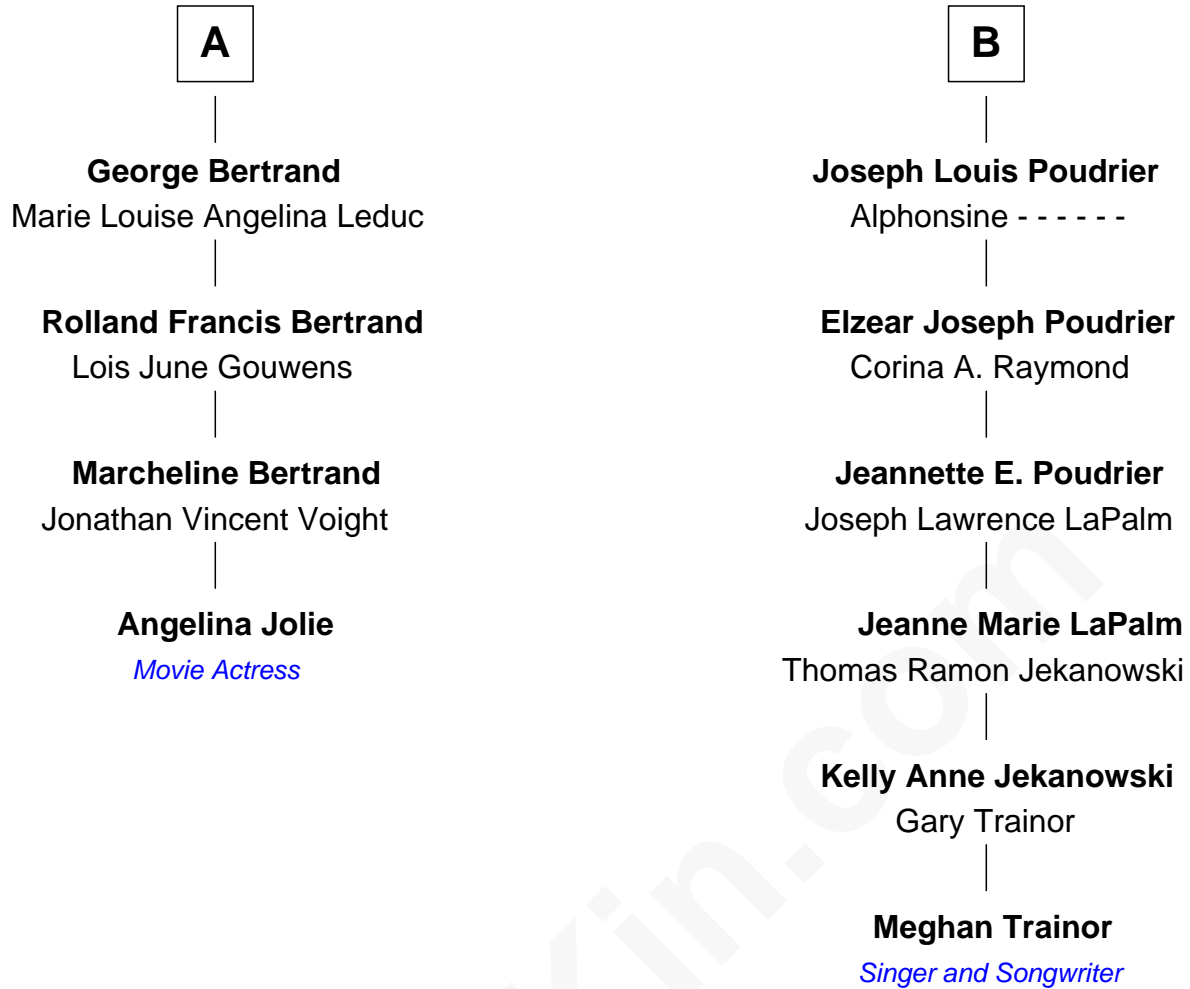 A
George Bertrand
Marie Louise Angelina Leduc
Rolland Francis Bertrand
Lois June Gouwens
Marcheline Bertrand
Jonathan Vincent Voight
Angelina Jolie
Movie Actress
B
Joseph Louis Poudrier
Alphonsine - - - - - -
Elzear Joseph Poudrier
Corina A. Raymond
Jeannette E. Poudrier
Joseph Lawrence LaPalm
Jeanne Marie LaPalm
Thomas Ramon Jekanowski
Kelly Anne Jekanowski
Gary Trainor
Meghan Trainor
Singer and Songwriter
Kin.com